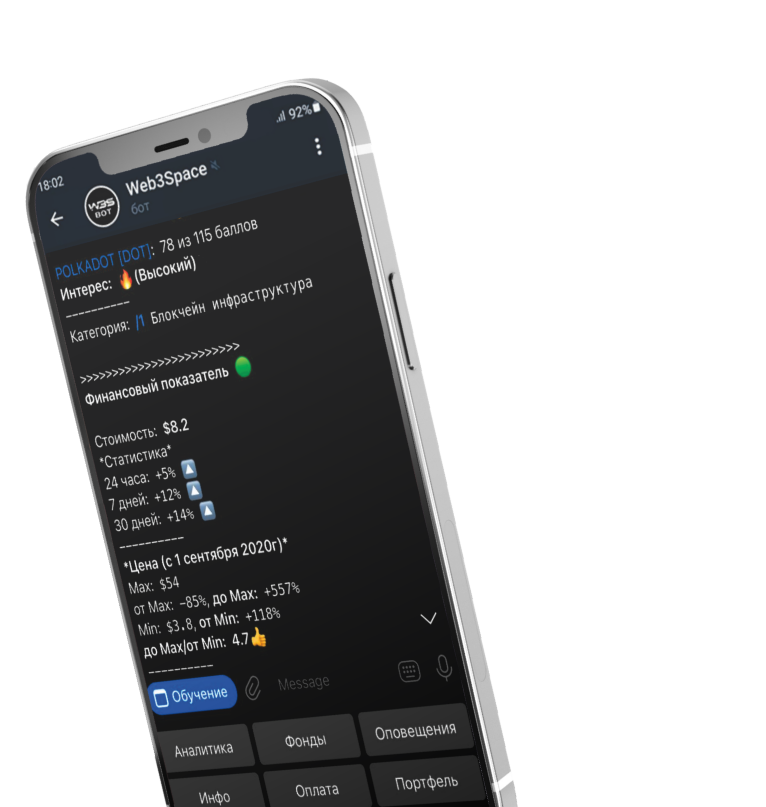 18:02 92%
W3S
BOT
Web3Space
бот
POLKADOT [DOT]: 78 из 115 баллов
Интерес: 🔥(Высокий)
----------
Категория: /1 Блокчейн инфраструктура
>>>>>>>>>>>>>>>>>>>>>>>>>
Финансовый показатель 🟢
Стоимость: $8.2
*Статистика*
24 часа: +5% 🔼
7 дней: +12% 🔼
30 дней: +14% 🔼
----------
*Цена (с 1 сентября 2020г)*
Max: $54
от Max: -85%, до Max: +557%
Min: $3.8, от Min: +118%
до Max/от Min: 4.7👍
----------
Обучение Message
Аналитика Фонды Оповещения
Инфо Оплата Портфель